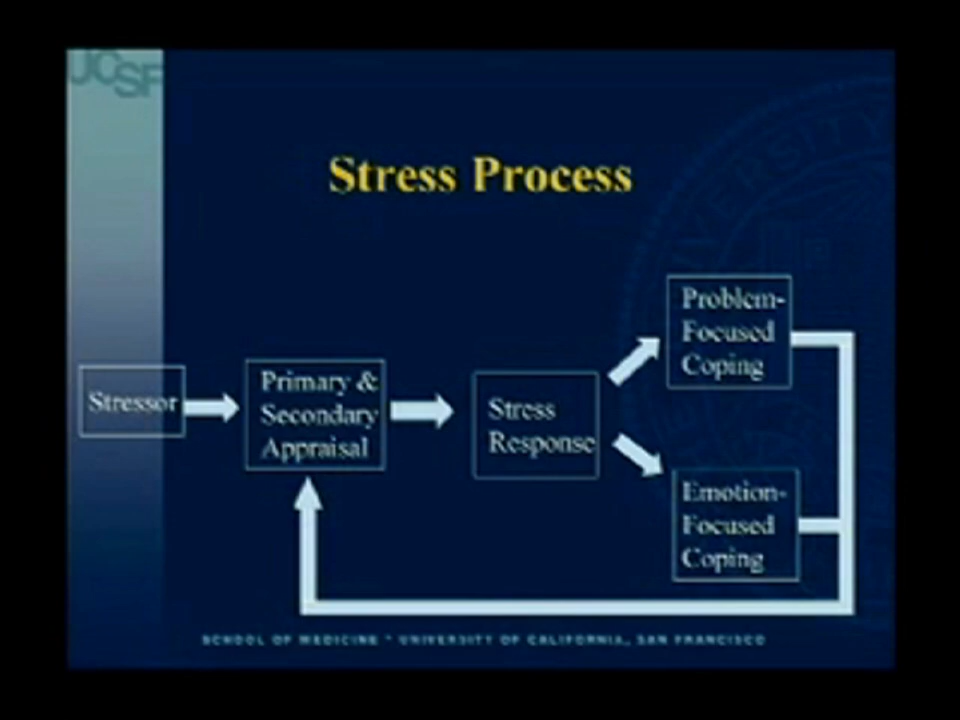 UCSF
Stress Process
Stressor
Primary &
Secondary
Appraisal
Stress
Response
Problem-
Focused
Coping
Emotion-
Focused
Coping
SCHOOL OF MEDICINE * UNIVERSITY OF CALIFORNIA, SAN FRANCISCO